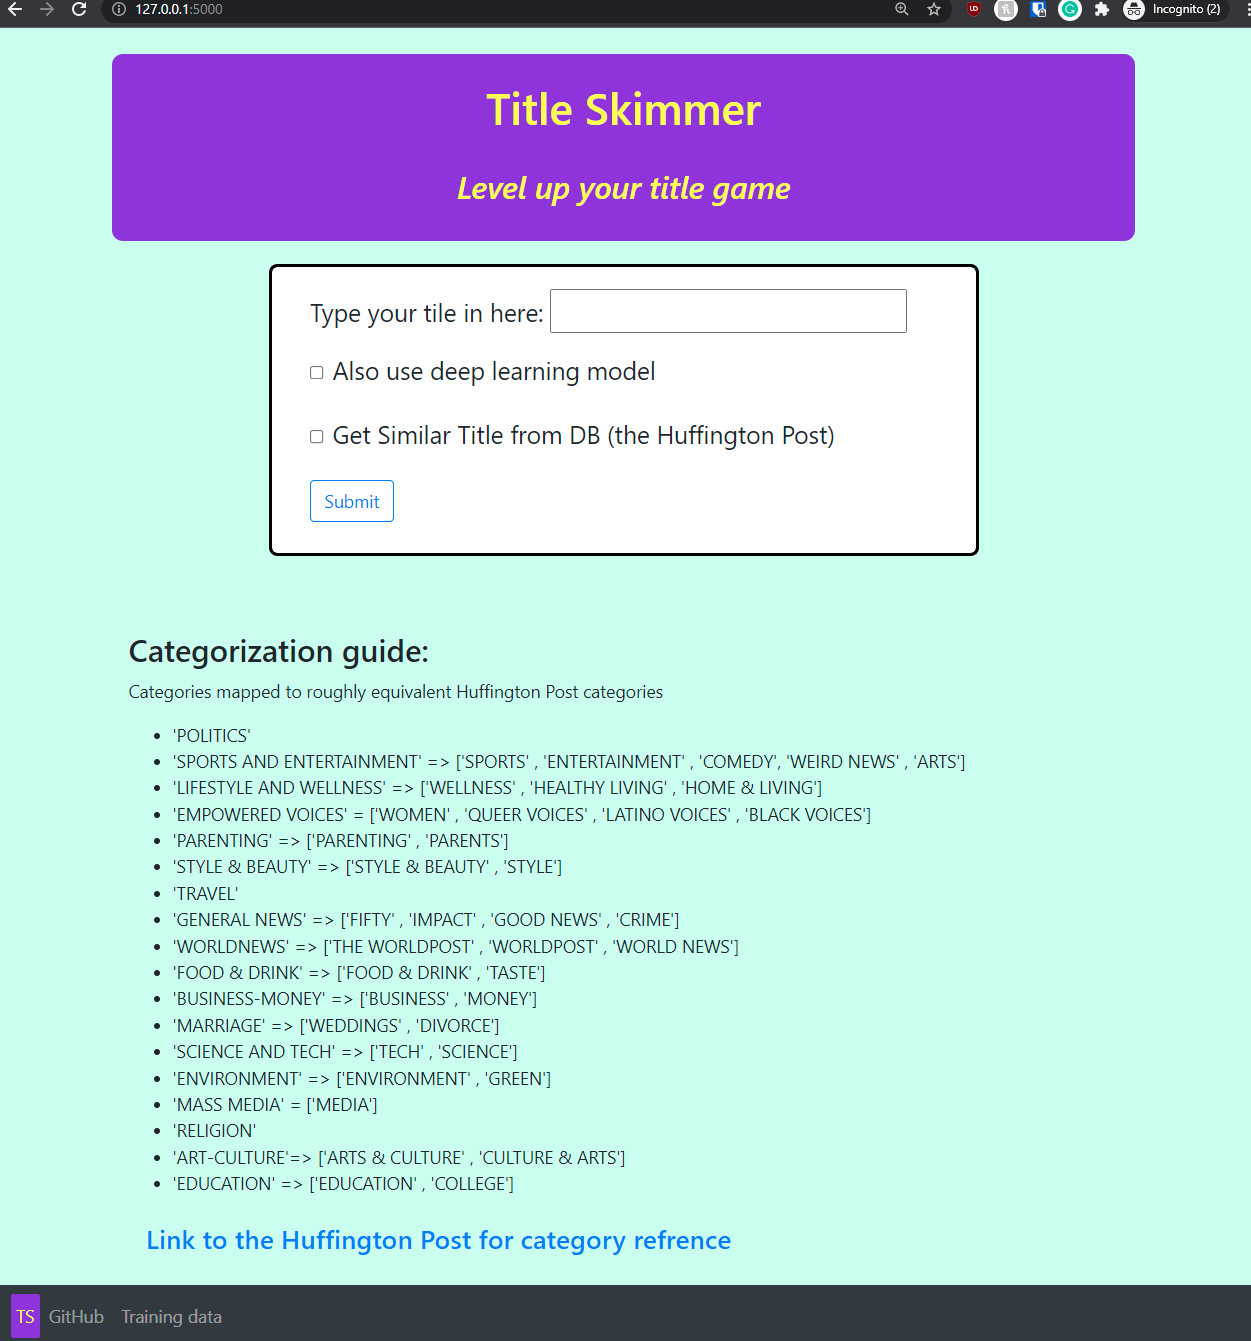 127.0.0.1:5000
Incognito (2)
Title Skimmer
Level up your title game
Type your tile in here:
Also use deep learning model
Get Similar Title from DB (the Huffington Post)
Submit
Categorization guide:
Categories mapped to roughly equivalent Huffington Post categories
• 'POLITICS'
• 'SPORTS AND ENTERTAINMENT' => ['SPORTS' , 'ENTERTAINMENT' , 'COMEDY', 'WEIRD NEWS' , 'ARTS']
• 'LIFESTYLE AND WELLNESS' => ['WELLNESS' , 'HEALTHY LIVING' , 'HOME & LIVING']
• 'EMPOWERED VOICES' = ['WOMEN' , 'QUEER VOICES' , 'LATINO VOICES' , 'BLACK VOICES']
• 'PARENTING' => ['PARENTING' , 'PARENTS']
• 'STYLE & BEAUTY' => ['STYLE & BEAUTY' , 'STYLE']
• 'TRAVEL'
• 'GENERAL NEWS' => ['FIFTY' , 'IMPACT' , 'GOOD NEWS' , 'CRIME']
• 'WORLDNEWS' => ['THE WORLDPOST' , 'WORLDPOST' , 'WORLD NEWS']
• 'FOOD & DRINK' => ['FOOD & DRINK' , 'TASTE']
• 'BUSINESS-MONEY' => ['BUSINESS' , 'MONEY']
• 'MARRIAGE' => ['WEDDINGS' , 'DIVORCE']
• 'SCIENCE AND TECH' => ['TECH' , 'SCIENCE']
• 'ENVIRONMENT' => ['ENVIRONMENT' , 'GREEN']
• 'MASS MEDIA' = ['MEDIA']
• 'RELIGION'
• 'ART-CULTURE'=> ['ARTS & CULTURE' , 'CULTURE & ARTS']
• 'EDUCATION' => ['EDUCATION' , 'COLLEGE']
Link to the Huffington Post for category refrence
TS GitHub Training data